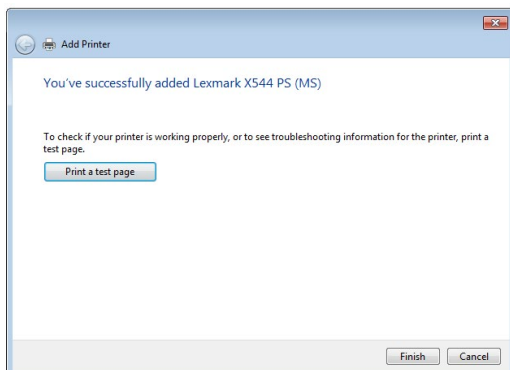 Add Printer
You've successfully added Lexmark X544 PS (MS)
To check if your printer is working properly, or to see troubleshooting information for the printer, print a
test page.
Print a test page
Finish Cancel